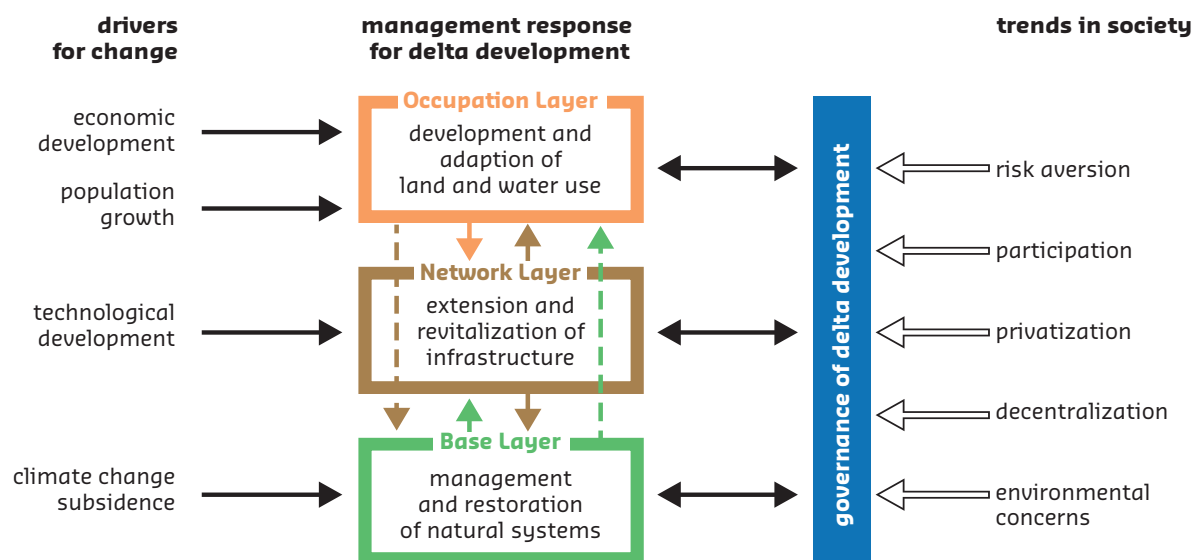 drivers
for change
management response
for delta development
trends in society
economic
development
population
growth
technological
development
climate change
subsidence
Occupation Layer
development and
adaption of
land and water use
Network Layer
extension and
revitalization of
infrastructure
Base Layer
management
and restoration
of natural systems
governance of delta development
risk aversion
participation
privatization
decentralization
environmental
concerns